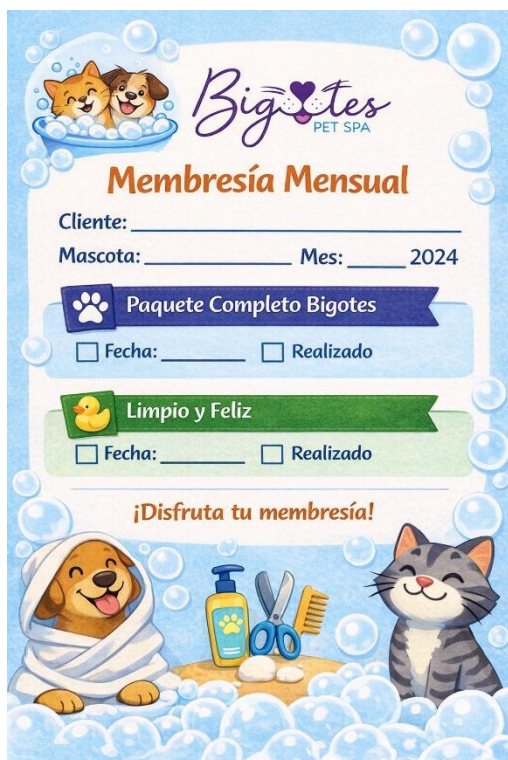 Bigotes
PET SPA
Membresía Mensual
Cliente:
Mascota: Mes: 2024
Paquete Completo Bigotes
Fecha: Realizado
Limpio y Feliz
Fecha: Realizado
¡Disfruta tu membresía!